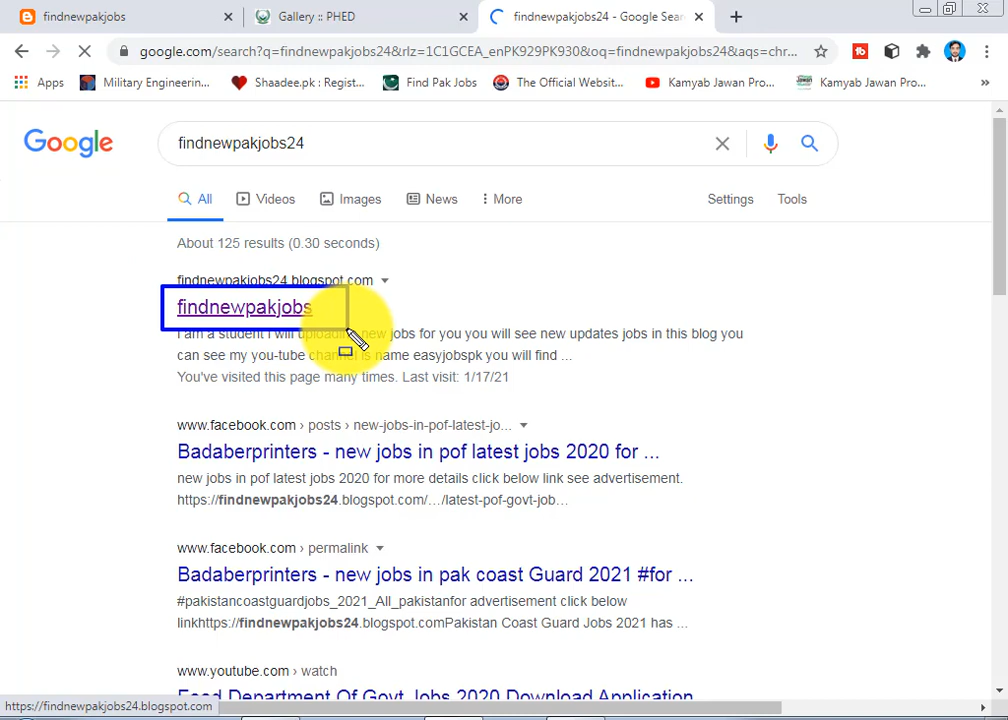 findnewpakjobs
Gallery :: PHED
findnewpakjobs24 - Google Sear
google.com/search?q=findnewpakjobs24&rlz=1C1GCEA_enPK929PK930&oq=findnewpakjobs24&aqs=chr...
Apps
Military Engineerin...
Shaadee.pk : Regist...
Find Pak Jobs
The Official Websit...
Kamyab Jawan Pro...
Kamyab Jawan Pro...
Google
findnewpakjobs24
All
Videos
Images
News
More
Settings
Tools
About 125 results (0.30 seconds)
findnewpakjobs24.blogspot.com
findnewpakjobs
I am a student i will uploading new jobs for you you will see new updates jobs in this blog you
can see my you-tube channel is name easyjobspk you will find ...
You've visited this page many times. Last visit: 1/17/21
www.facebook.com › posts › new-jobs-in-pof-latest-jo...
Badaberprinters - new jobs in pof latest jobs 2020 for ...
new jobs in pof latest jobs 2020 for more details click below link see advertisement.
https://findnewpakjobs24.blogspot.com/.../latest-pof-govt-job...
www.facebook.com › permalink
Badaberprinters - new jobs in pak coast Guard 2021 #for ...
#pakistancoastguardjobs_2021_All_pakistanfor advertisement click below
linkhttps://findnewpakjobs24.blogspot.comPakistan Coast Guard Jobs 2021 has ...
www.youtube.com › watch
Food Department Of Govt Jobs 2020 Download Application
https://findnewpakjobs24.blogspot.com